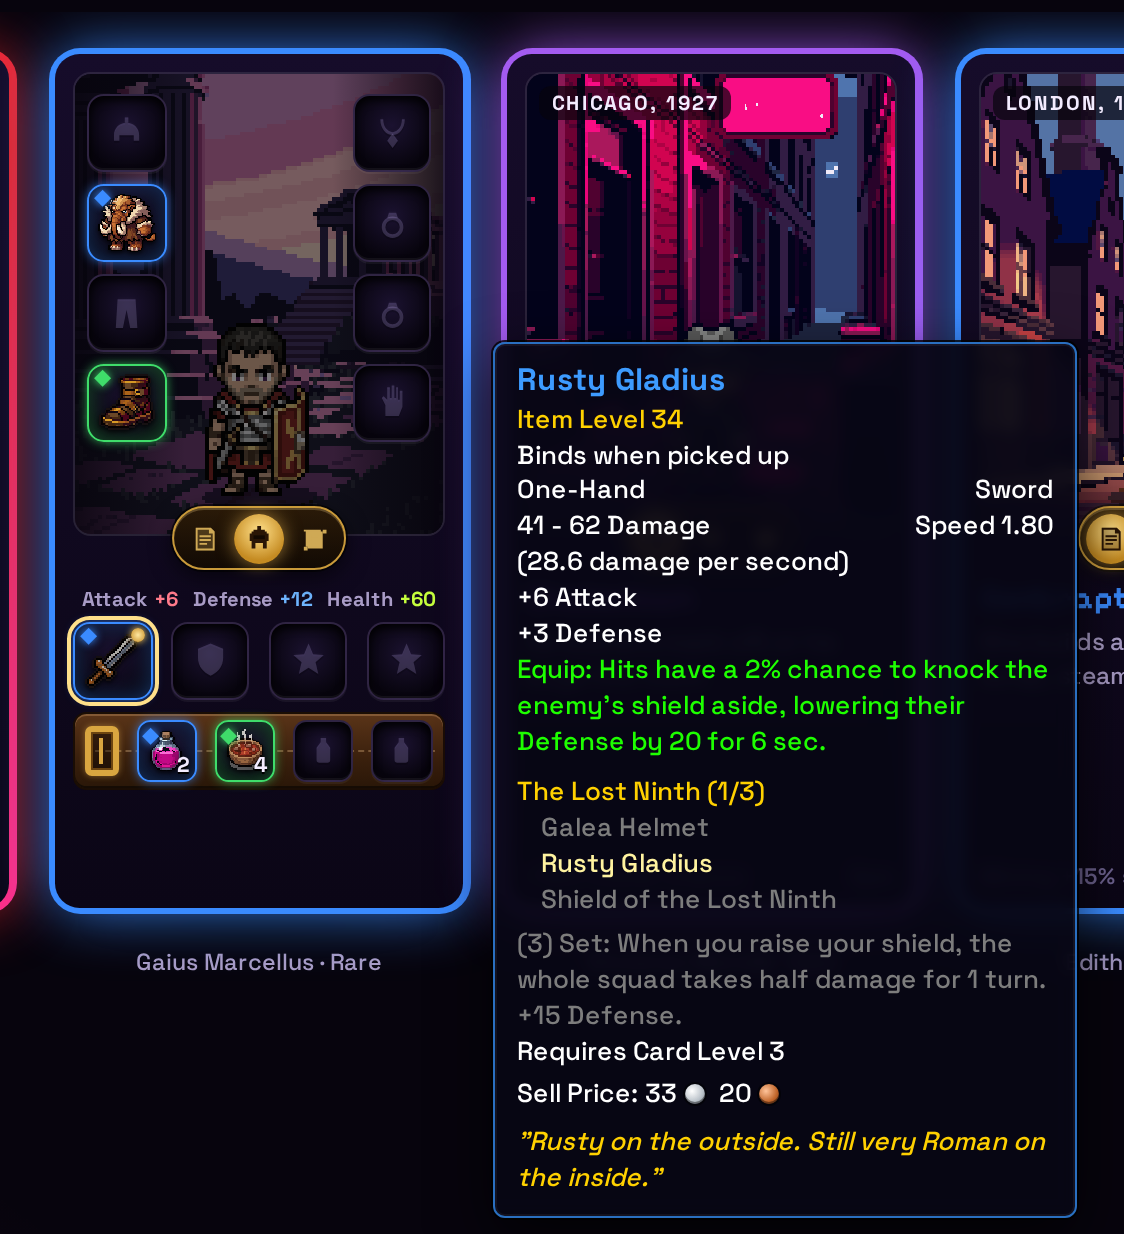 CHICAGO, 1927
LONDON, 1
Attack +6 Defense +12 Health +60
2
4
Gaius Marcellus · Rare
Rusty Gladius
Item Level 34
Binds when picked up
One-Hand Sword
41 - 62 Damage Speed 1.80
(28.6 damage per second)
+6 Attack
+3 Defense
Equip: Hits have a 2% chance to knock the
enemy's shield aside, lowering their
Defense by 20 for 6 sec.
The Lost Ninth (1/3)
Galea Helmet
Rusty Gladius
Shield of the Lost Ninth
(3) Set: When you raise your shield, the
whole squad takes half damage for 1 turn.
+15 Defense.
Requires Card Level 3
Sell Price: 33 20
"Rusty on the outside. Still very Roman on
the inside."
15%